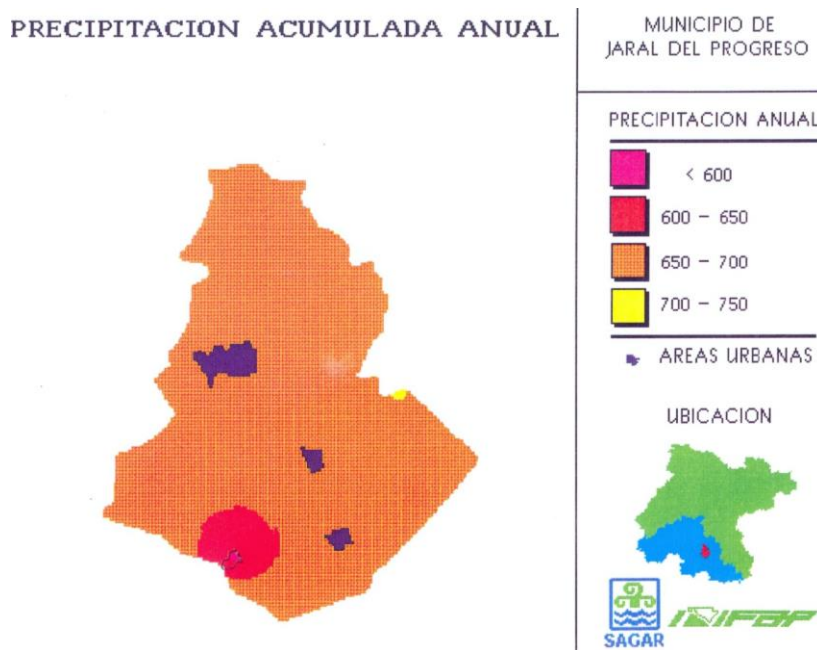 PRECIPITACION ACUMULADA ANUAL
MUNICIPIO DE
JARAL DEL PROGRESO
PRECIPITACION ANUAL
< 600
600 - 650
650 - 700
700 - 750
AREAS URBANAS
UBICACION
SAGAR
INIFAP